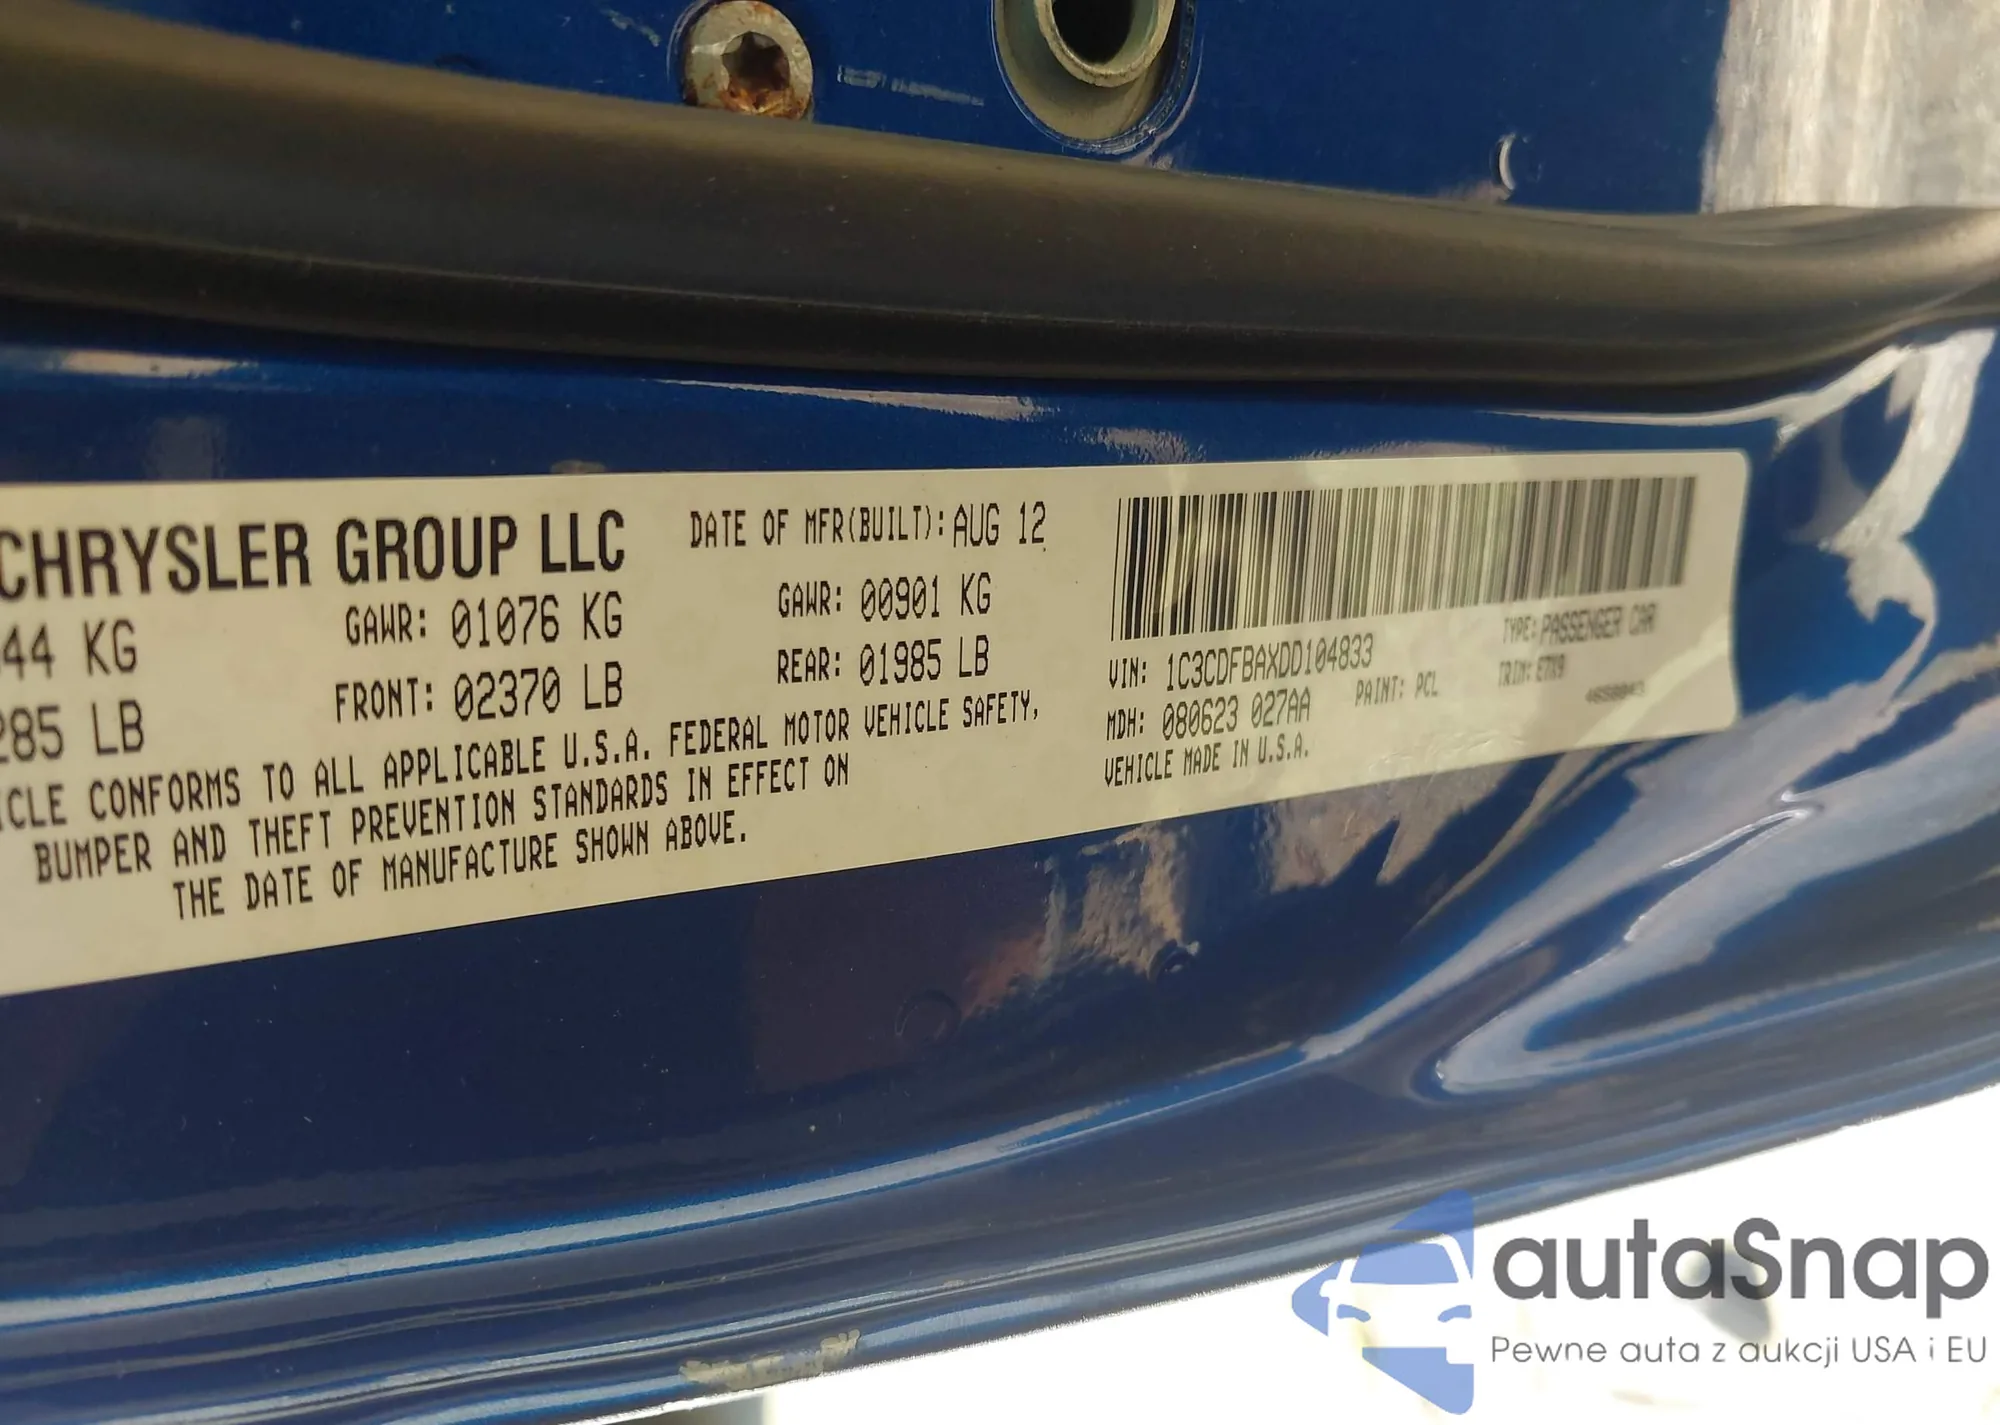 CHRYSLER GROUP LLC
DATE OF MFR(BUILT): AUG 12
44 KG
GAWR: 01076 KG
GAWR: 00901 KG
285 LB
FRONT: 02370 LB
REAR: 01985 LB
ICLE CONFORMS TO ALL APPLICABLE U.S.A. FEDERAL MOTOR VEHICLE SAFETY,
BUMPER AND THEFT PREVENTION STANDARDS IN EFFECT ON
THE DATE OF MANUFACTURE SHOWN ABOVE.
VIN: 1C3CDFBAXDD104833
TYPE: PASSENGER CAR
MDH: 080623 027AA
PAINT: PCL
TRIM: E7X9
VEHICLE MADE IN U.S.A.
autaSnap
Pewne auta z aukcji USA i EU